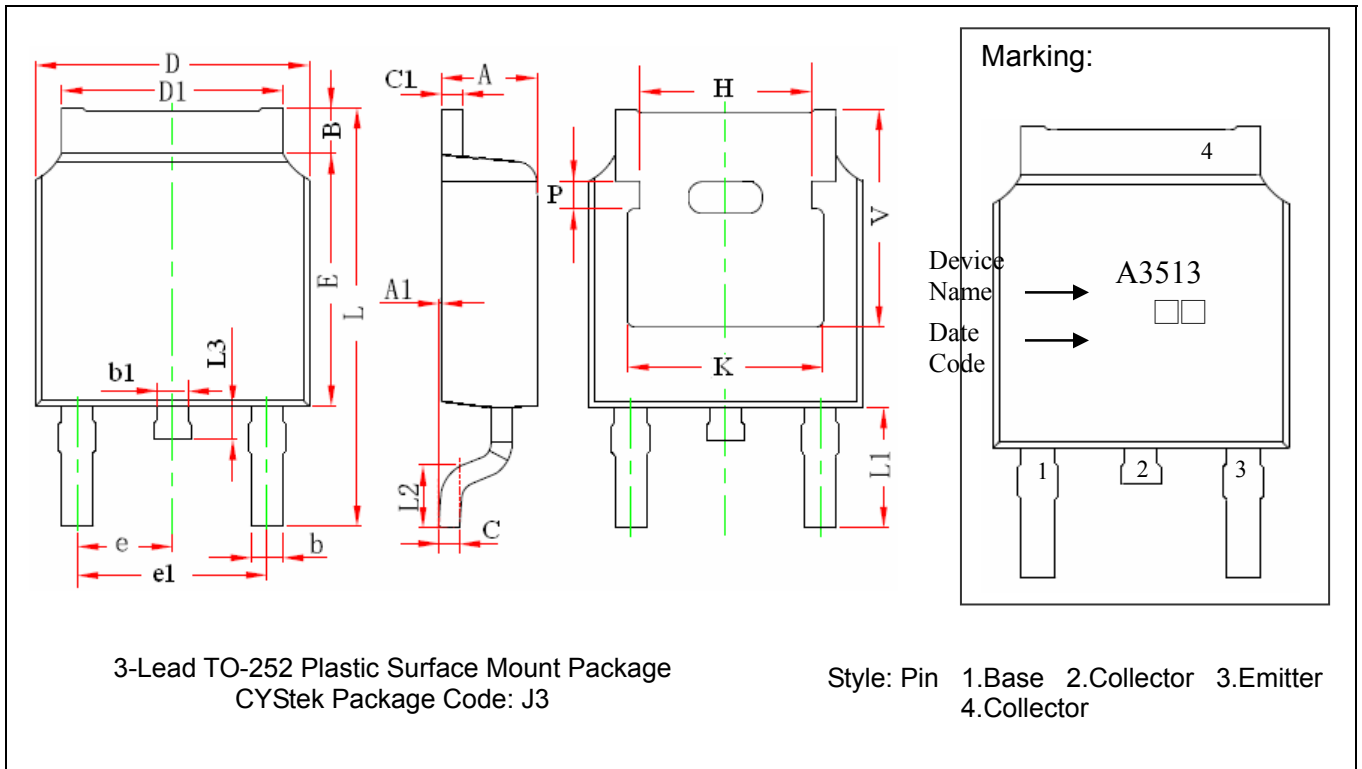 D
D1
B
E
L
L3
b1
e
e1
b
C1
A
A1
L2
C
H
P
V
K
L1
Marking:
4
Device
Name
A3513
Date
Code
1
2
3
3-Lead TO-252 Plastic Surface Mount Package
CYStek Package Code: J3
Style: Pin 1.Base 2.Collector 3.Emitter
4.Collector